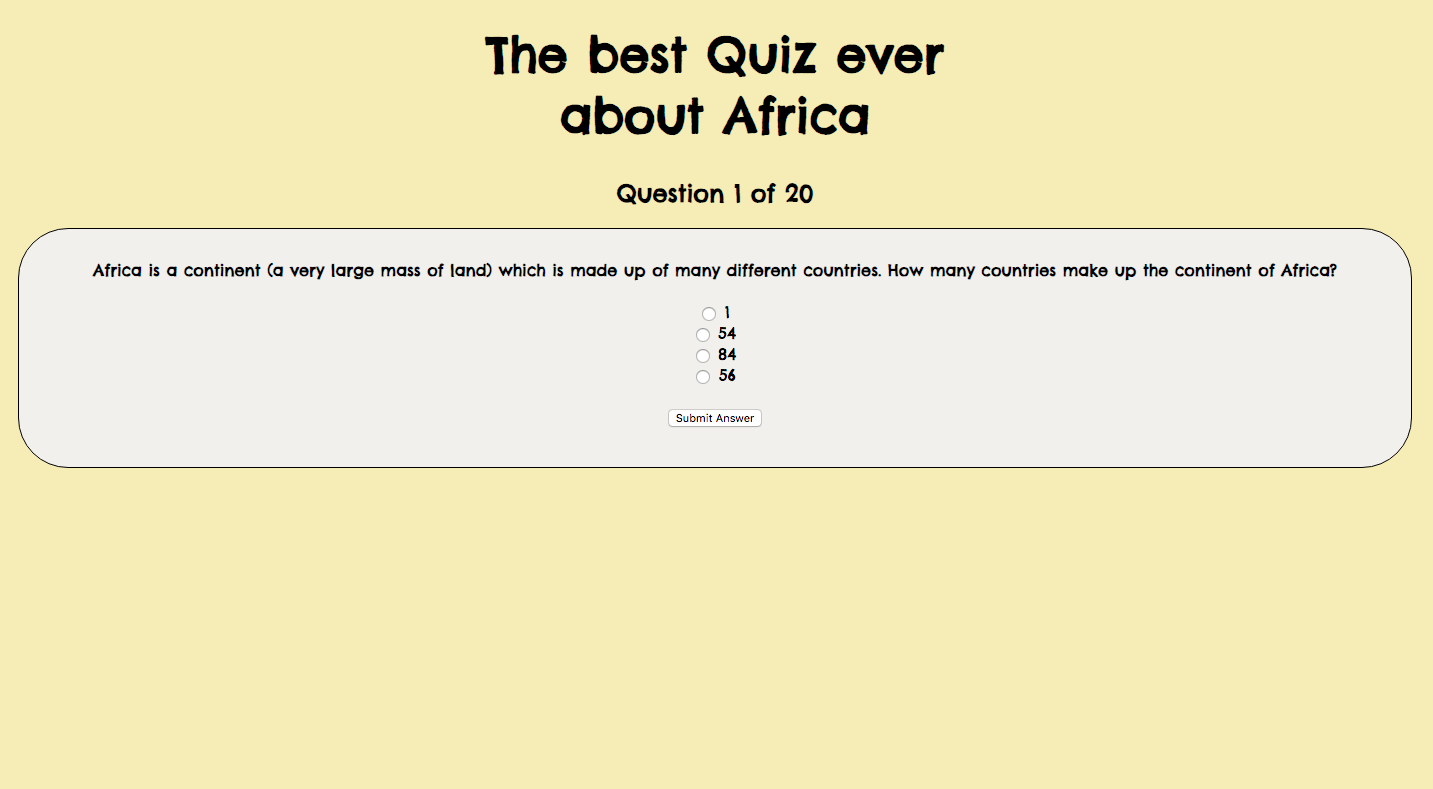 The best Quiz ever
about Africa
Question 1 of 20
Africa is a continent (a very large mass of land) which is made up of many different countries. How many countries make up the continent of Africa?
1
54
84
56
Submit Answer